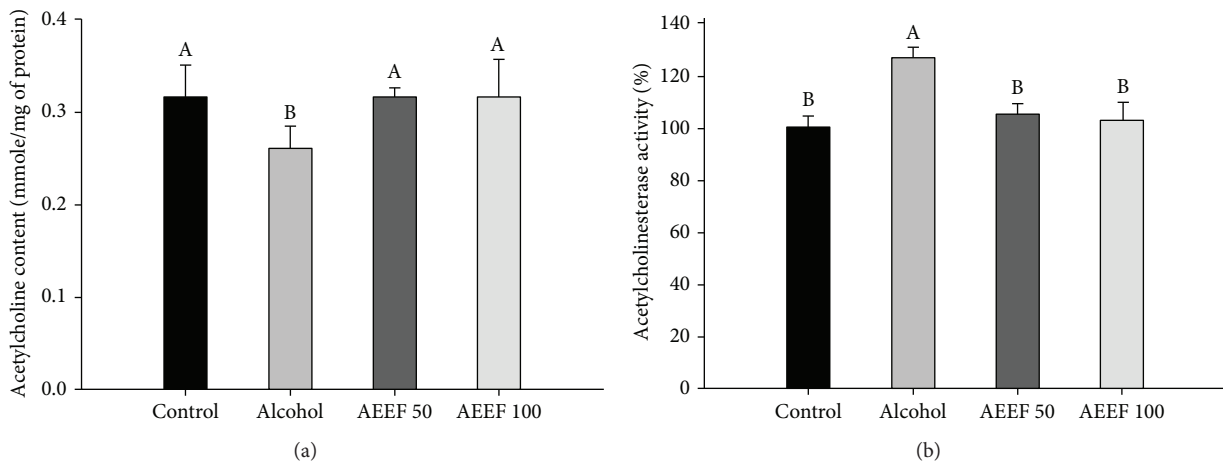 Acetylcholine content (mmole/mg of protein)
0.4
0.3
0.2
0.1
0.0
A
B
A
A
Control Alcohol AEEF 50 AEEF 100
(a)
Acetylcholinesterase activity (%)
140
120
100
80
60
40
20
0
B
A
B
B
Control Alcohol AEEF 50 AEEF 100
(b)